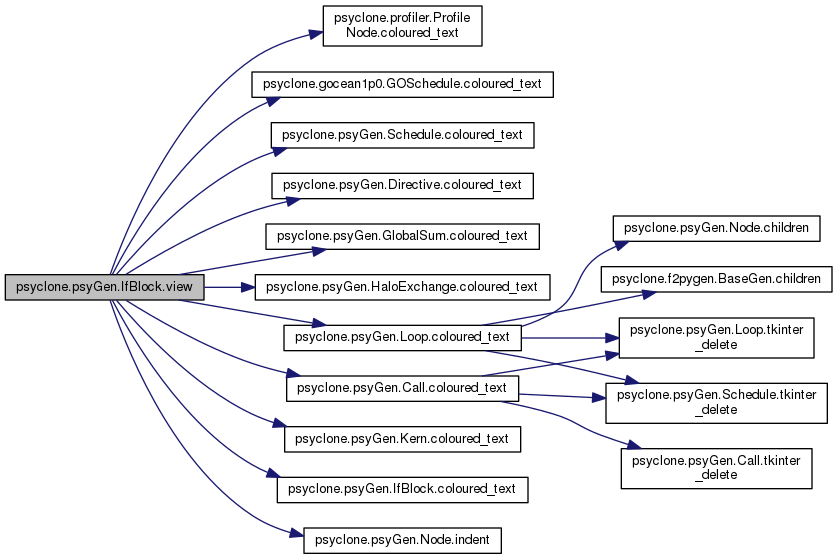 psyclone.profiler.Profile
Node.coloured_text
psyclone.gocean1p0.GOSchedule.coloured_text
psyclone.psyGen.Schedule.coloured_text
psyclone.psyGen.Directive.coloured_text
psyclone.psyGen.GlobalSum.coloured_text
psyclone.psyGen.IfBlock.view
psyclone.psyGen.HaloExchange.coloured_text
psyclone.psyGen.Loop.coloured_text
psyclone.psyGen.Call.coloured_text
psyclone.psyGen.Kern.coloured_text
psyclone.psyGen.IfBlock.coloured_text
psyclone.psyGen.Node.indent
psyclone.psyGen.Node.children
psyclone.f2pygen.BaseGen.children
psyclone.psyGen.Loop.tkinter
_delete
psyclone.psyGen.Schedule.tkinter
_delete
psyclone.psyGen.Call.tkinter
_delete